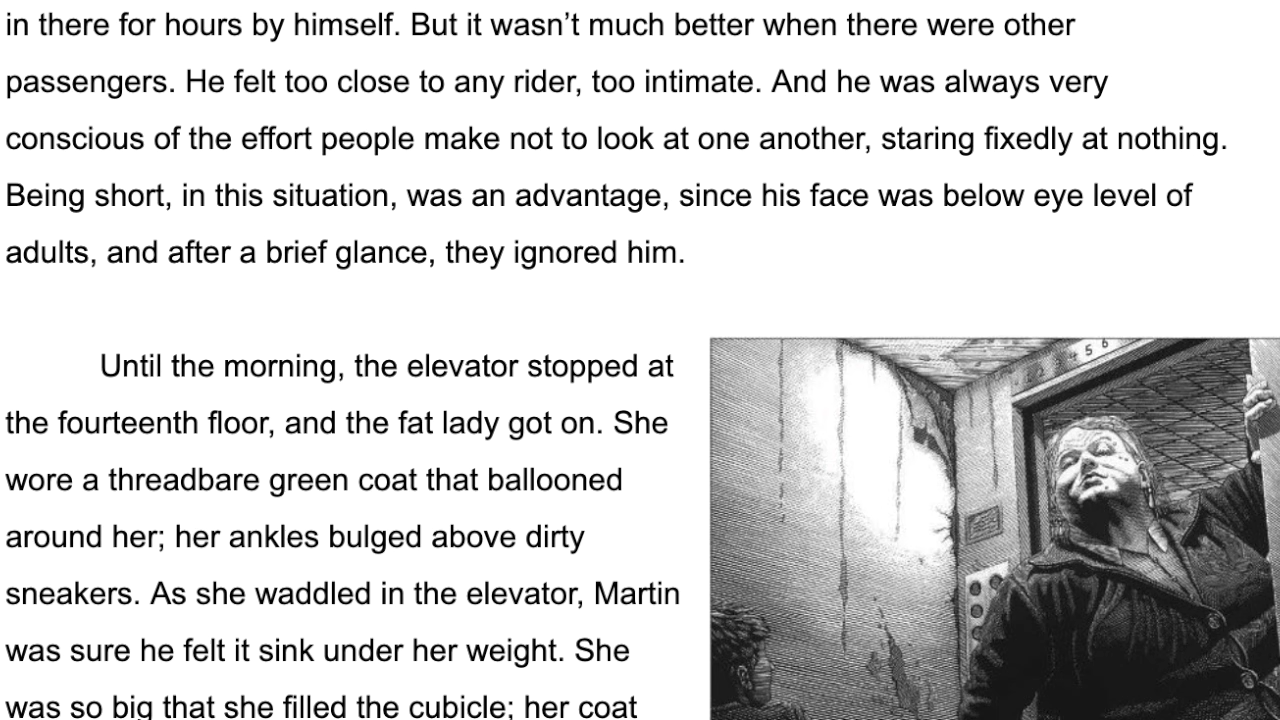 in there for hours by himself. But it wasn’t much better when there were other
passengers. He felt too close to any rider, too intimate. And he was always very
conscious of the effort people make not to look at one another, staring fixedly at nothing.
Being short, in this situation, was an advantage, since his face was below eye level of
adults, and after a brief glance, they ignored him.
Until the morning, the elevator stopped at
the fourteenth floor, and the fat lady got on. She
wore a threadbare green coat that ballooned
around her; her ankles bulged above dirty
sneakers. As she waddled in the elevator, Martin
was sure he felt it sink under her weight. She
was so big that she filled the cubicle; her coat
4 5 6